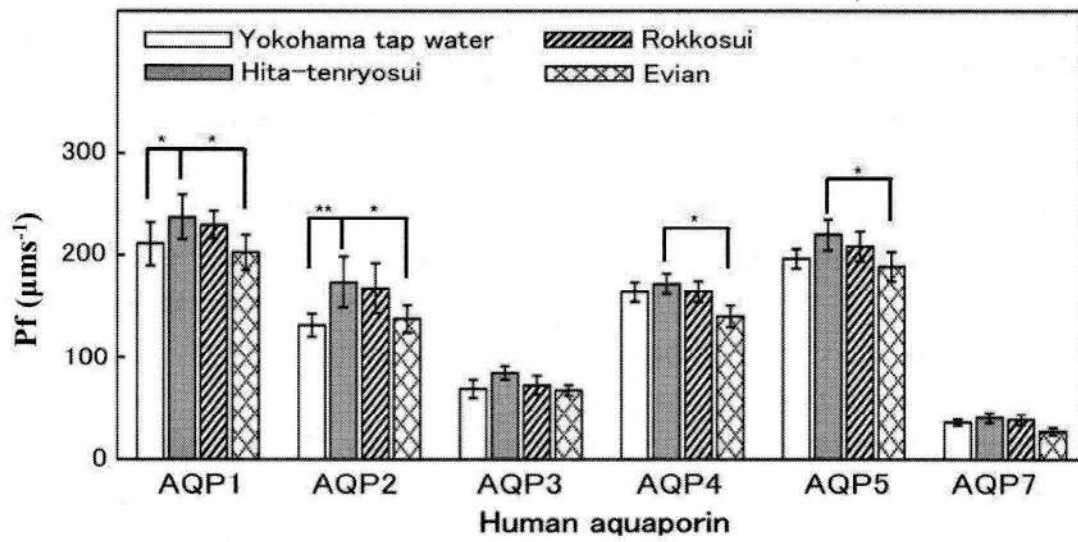 Yokohama tap water Rokkosui
Hita-tenryosui Evian
300
* *
** *
*
*
200
100
0
Pf (μms⁻¹)
AQP1 AQP2 AQP3 AQP4 AQP5 AQP7
Human aquaporin